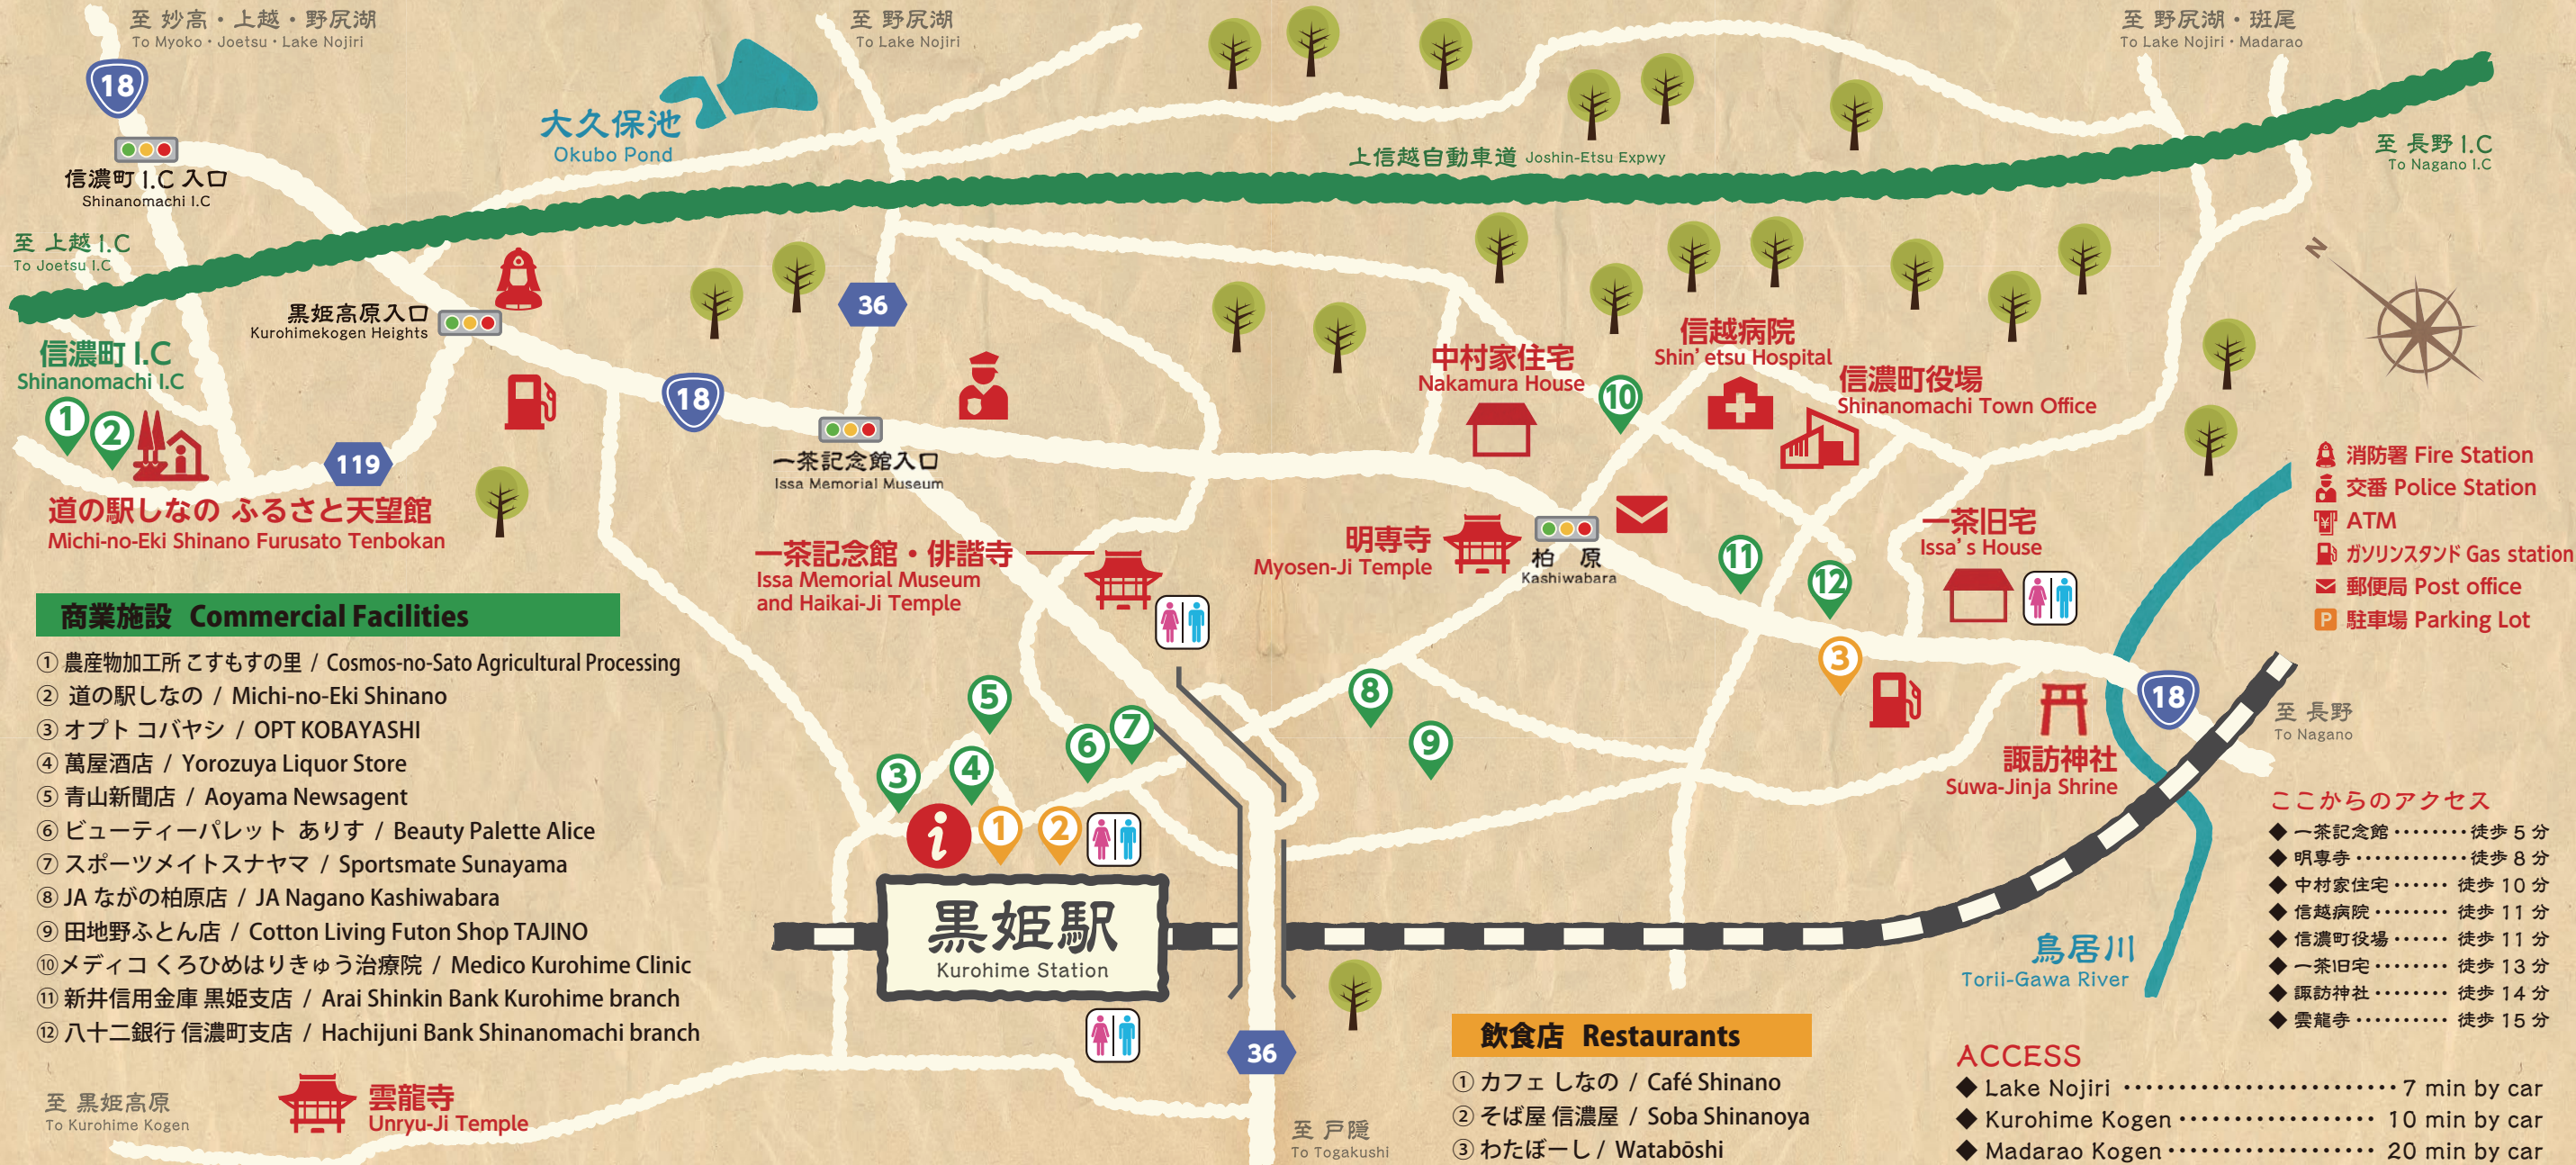 至 妙高・上越・野尻湖
To Myoko・Joetsu・Lake Nojiri
至 野尻湖
To Lake Nojiri
至 野尻湖・斑尾
To Lake Nojiri・Madarao
18
大久保池
Okubo Pond
信濃町 I.C 入口
Shinanomachi I.C
上信越自動車道 Joshin-Etsu Expwy
至 長野 I.C
To Nagano I.C
至 上越 I.C
To Joetsu I.C
N
黒姫高原入口
Kurohimekogen Heights
36
信濃町 I.C
Shinanomachi I.C
1
2
18
119
道の駅しなの ふるさと天望館
Michi-no-Eki Shinano Furusato Tenbokan
一茶記念館入口
Issa Memorial Museum
中村家住宅
Nakamura House
10
信越病院
Shin' etsu Hospital
信濃町役場
Shinanomachi Town Office
消防署 Fire Station
交番 Police Station
¥ ATM
ガソリンスタンド Gas station
郵便局 Post office
P 駐車場 Parking Lot
一茶記念館・俳諧寺
Issa Memorial Museum
and Haikai-Ji Temple
明専寺
Myosen-Ji Temple
柏 原
Kashiwabara
11
12
一茶旧宅
Issa's House
3
諏訪神社
Suwa-Jinja Shrine
18
至 長野
To Nagano
5
7
6
4
3
8
9
i
1
2
黒姫駅
Kurohime Station
鳥居川
Torii-Gawa River
36
至 戸隠
To Togakushi
商業施設 Commercial Facilities
① 農産物加工所 こすもすの里 / Cosmos-no-Sato Agricultural Processing
② 道の駅しなの / Michi-no-Eki Shinano
③ オプト コバヤシ / OPT KOBAYASHI
④ 萬屋酒店 / Yorozuya Liquor Store
⑤ 青山新聞店 / Aoyama Newsagent
⑥ ビューティーパレット ありす / Beauty Palette Alice
⑦ スポーツメイトスナヤマ / Sportsmate Sunayama
⑧ JA ながの柏原店 / JA Nagano Kashiwabara
⑨ 田地野ふとん店 / Cotton Living Futon Shop TAJINO
⑩メディコ くろひめはりきゅう治療院 / Medico Kurohime Clinic
⑪ 新井信用金庫 黒姫支店 / Arai Shinkin Bank Kurohime branch
⑫ 八十二銀行 信濃町支店 / Hachijuni Bank Shinanomachi branch
至 黒姫高原
To Kurohime Kogen
雲龍寺
Unryu-Ji Temple
飲食店 Restaurants
① カフェ しなの / Café Shinano
② そば屋 信濃屋 / Soba Shinanoya
③ わたぼーし / Watabōshi
ここからのアクセス
◆ 一茶記念館········徒歩 5 分
◆ 明専寺············徒歩 8 分
◆ 中村家住宅······ 徒歩 10 分
◆ 信越病院········ 徒歩 11 分
◆ 信濃町役場······ 徒歩 11 分
◆ 一茶旧宅········ 徒歩 13 分
◆ 諏訪神社········ 徒歩 14 分
◆ 雲龍寺·········· 徒歩 15 分
ACCESS
◆ Lake Nojiri ························ 7 min by car
◆ Kurohime Kogen ·················· 10 min by car
◆ Madarao Kogen ··················· 20 min by car